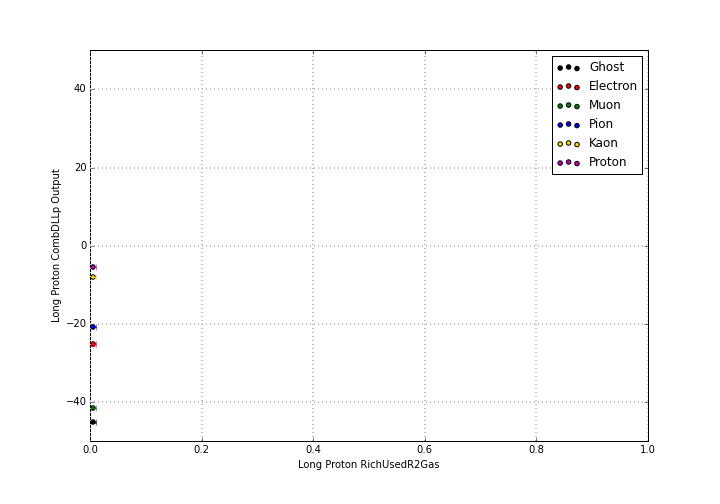 Ghost
Electron
Muon
Pion
Kaon
Proton
40
20
0
−20
−40
Long Proton CombDLLp Output
0.0 0.2 0.4 0.6 0.8 1.0
Long Proton RichUsedR2Gas